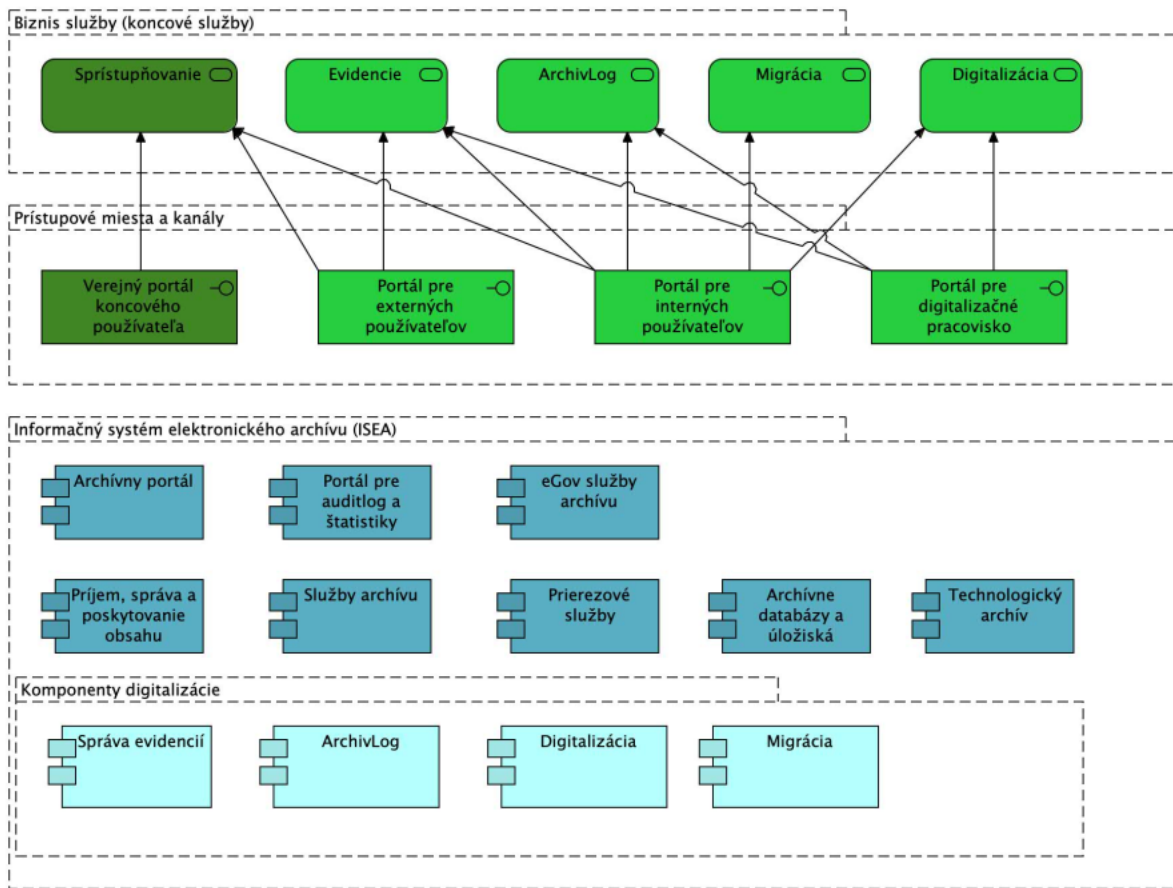 Biznis služby (koncové služby)
Sprístupňovanie
Evidencie
ArchivLog
Migrácia
Digitalizácia
Prístupové miesta a kanály
Verejný portál
koncového
používateľa
Portál pre
externých
používateľov
Portál pre
interných
používateľov
Portál pre
digitalizačné
pracovisko
Informačný systém elektronického archívu (ISEA)
Archívny portál
Portál pre
auditlog a
štatistiky
eGov služby
archívu
Príjem, správa a
poskytovanie
obsahu
Služby archívu
Prierezové
služby
Archívne
databázy a
úložiská
Technologický
archív
Komponenty digitalizácie
Správa evidencií
ArchivLog
Digitalizácia
Migrácia